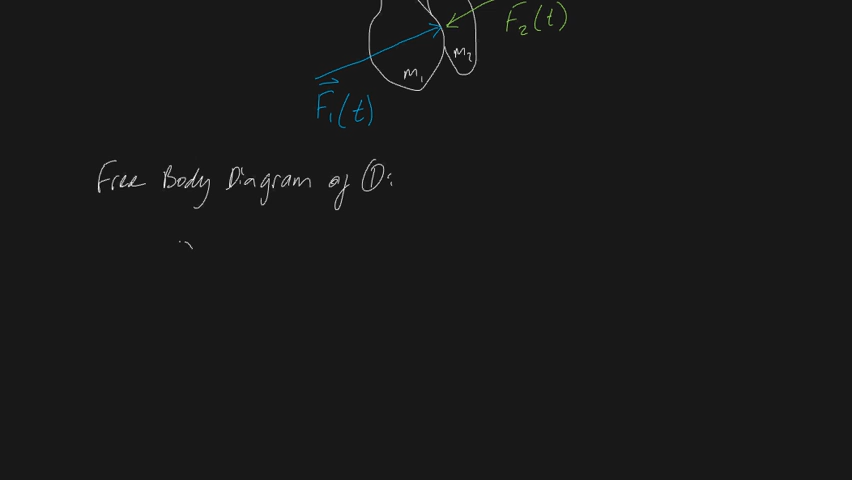 F₂(t)
m₂
m₁
F₁(t)
Free Body Diagram of ①: